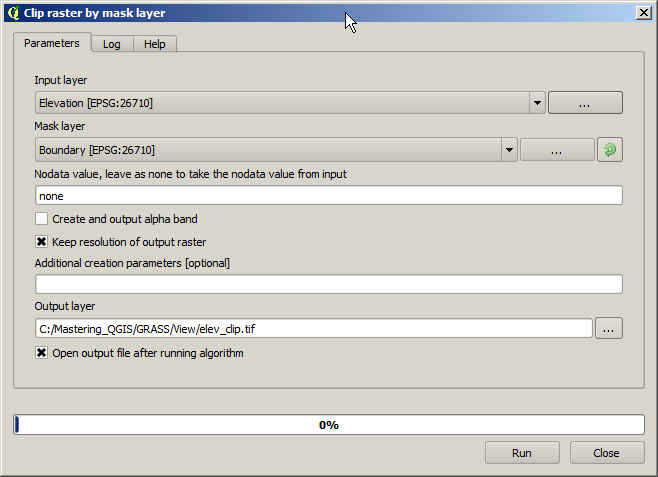 Clip raster by mask layer
Parameters Log Help
Input layer
Elevation [EPSG:26710] ...
Mask layer
Boundary [EPSG:26710] ...
Nodata value, leave as none to take the nodata value from input
none
Create and output alpha band
Keep resolution of output raster
Additional creation parameters [optional]
Output layer
C:/Mastering_QGIS/GRASS/View/elev_clip.tif ...
Open output file after running algorithm
0%
Run Close